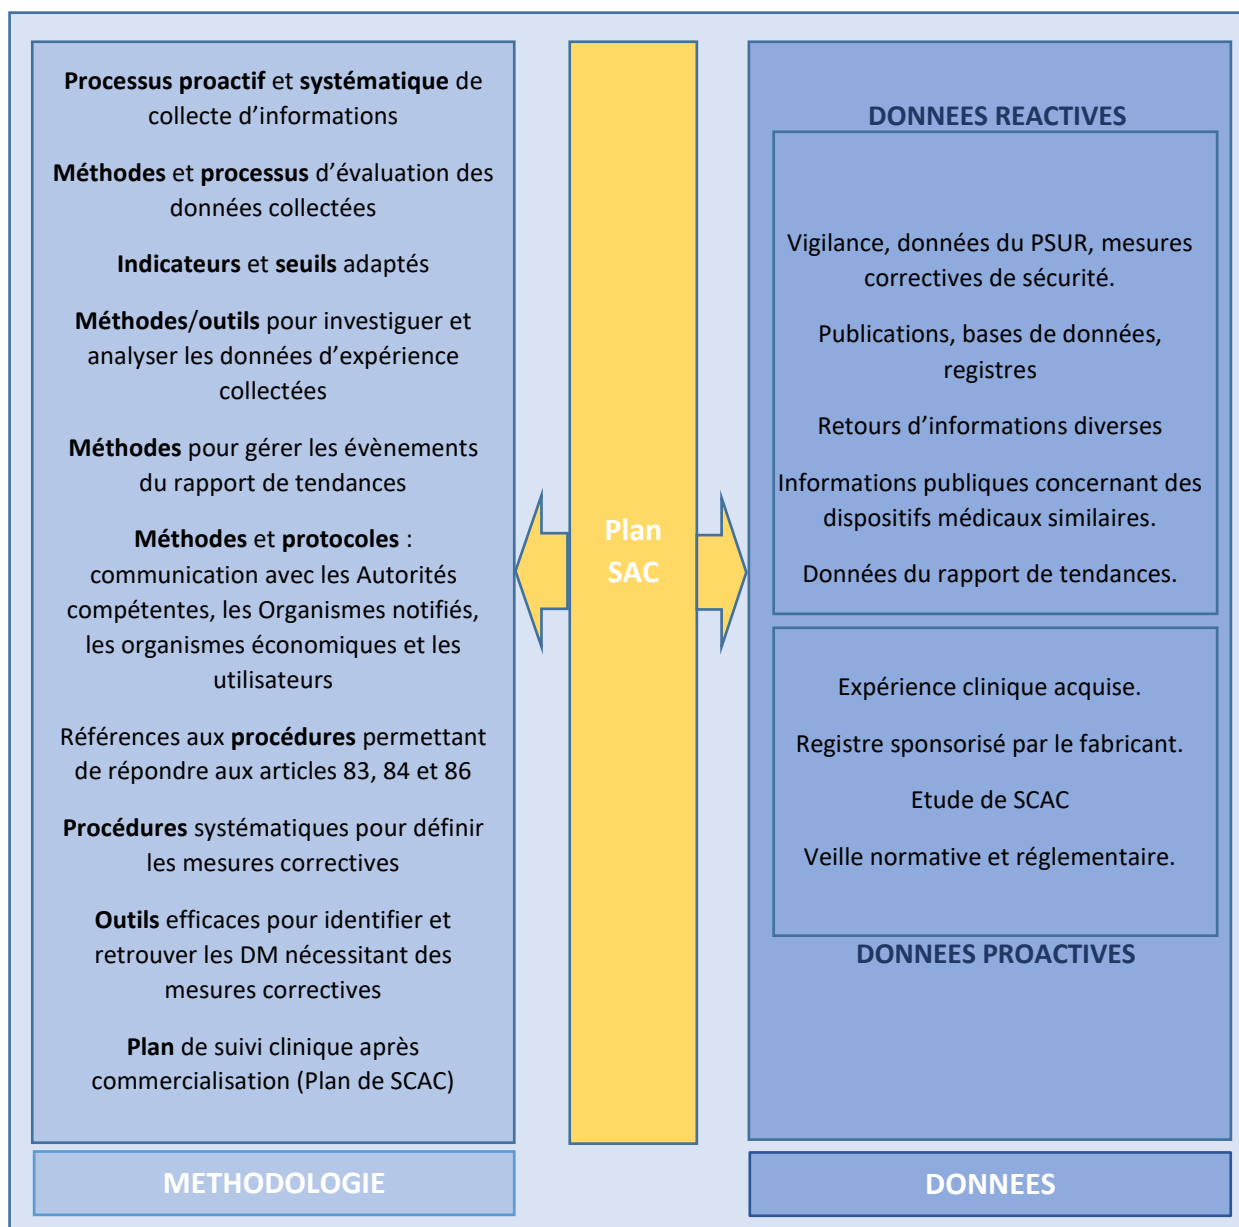 Processus proactif et systématique de
collecte d’informations
Méthodes et processus d’évaluation des
données collectées
Indicateurs et seuils adaptés
Méthodes/outils pour investiguer et
analyser les données d’expérience
collectées
Méthodes pour gérer les évènements
du rapport de tendances
Méthodes et protocoles :
communication avec les Autorités
compétentes, les Organismes notifiés,
les organismes économiques et les
utilisateurs
Références aux procédures permettant
de répondre aux articles 83, 84 et 86
Procédures systématiques pour définir
les mesures correctives
Outils efficaces pour identifier et
retrouver les DM nécessitant des
mesures correctives
Plan de suivi clinique après
commercialisation (Plan de SCAC)
METHODOLOGIE
Plan
SAC
DONNEES REACTIVES
Vigilance, données du PSUR, mesures
correctives de sécurité.
Publications, bases de données,
registres
Retours d’informations diverses
Informations publiques concernant des
dispositifs médicaux similaires.
Données du rapport de tendances.
Expérience clinique acquise.
Registre sponsorisé par le fabricant.
Etude de SCAC
Veille normative et réglementaire.
DONNEES PROACTIVES
DONNEES